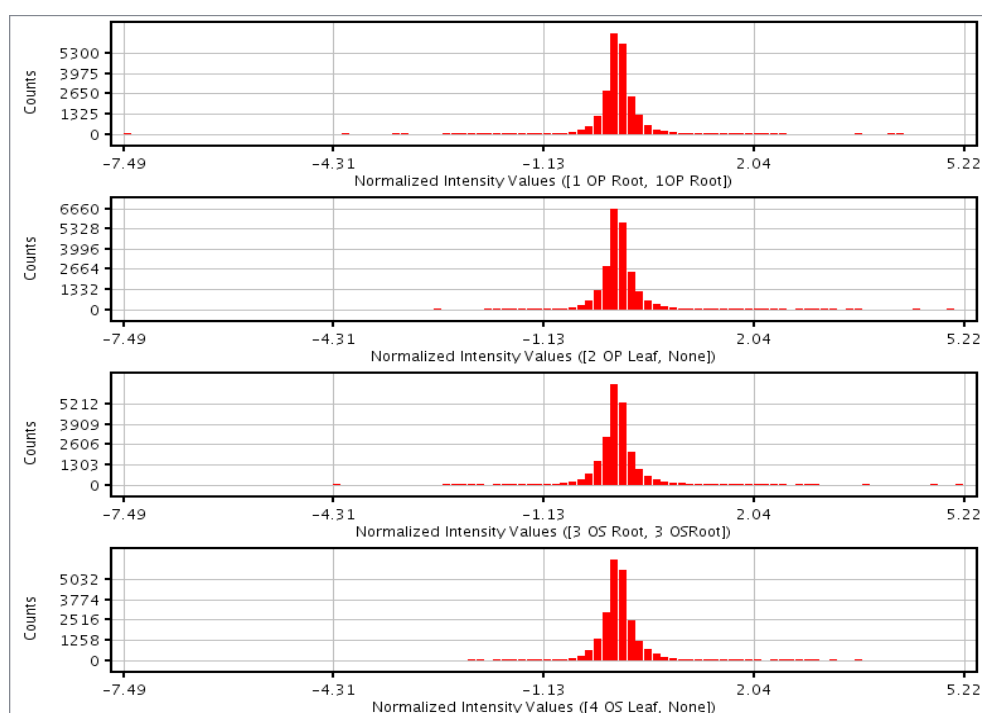 5300
3975
2650
1325
0
Counts
-7.49 -4.31 -1.13 2.04 5.22
Normalized Intensity Values ([1 OP Root, 1OP Root])
6660
5328
3996
2664
1332
0
Counts
-7.49 -4.31 -1.13 2.04 5.22
Normalized Intensity Values ([2 OP Leaf, None])
5212
3909
2606
1303
0
Counts
-7.49 -4.31 -1.13 2.04 5.22
Normalized Intensity Values ([3 OS Root, 3 OSRoot])
5032
3774
2516
1258
0
Counts
-7.49 -4.31 -1.13 2.04 5.22
Normalized Intensity Values ([4 OS Leaf, None])